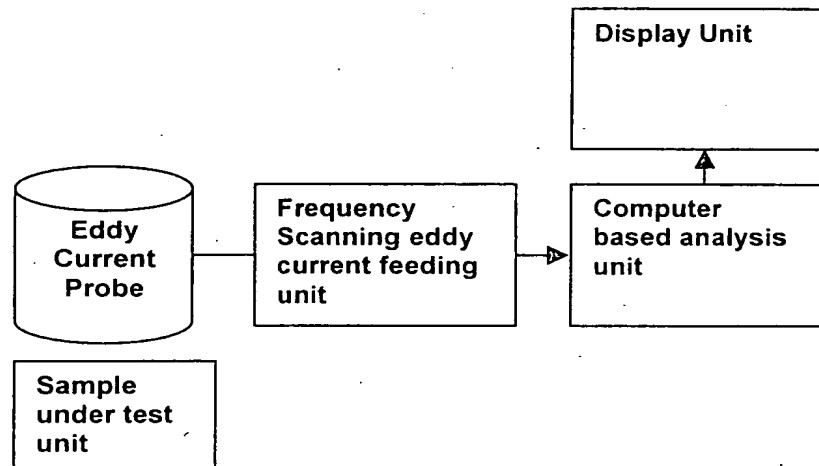 Display Unit
Eddy
Current
Probe
Frequency
Scanning eddy
current feeding
unit
Computer
based analysis
unit
Sample
under test
unit